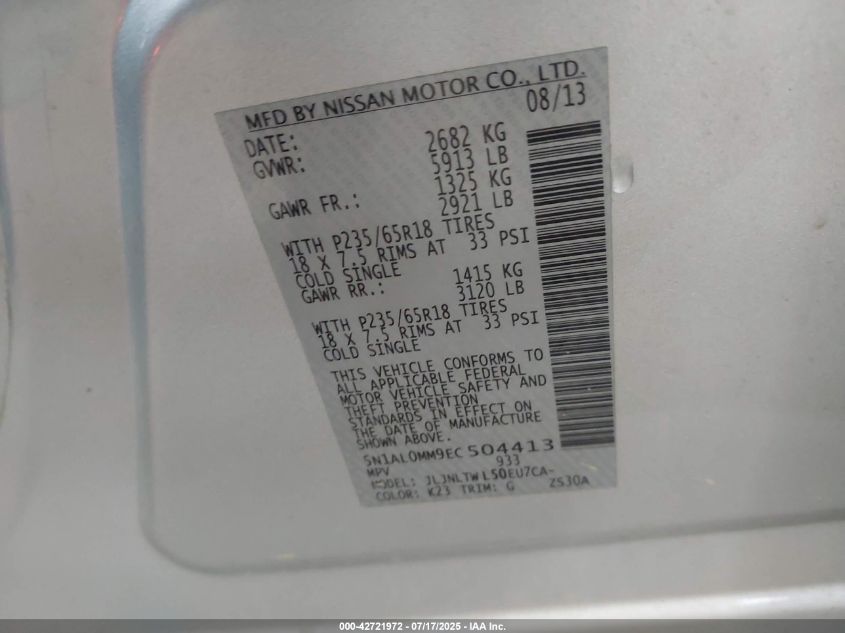 MFD BY NISSAN MOTOR CO., LTD.
DATE: 08/13
GVWR: 2682 KG
5913 LB
GAWR FR.: 1325 KG
2921 LB
WITH P235/65R18 TIRES
18 X 7.5 RIMS AT 33 PSI
COLD SINGLE
GAWR RR.: 1415 KG
3120 LB
WITH P235/65R18 TIRES
18 X 7.5 RIMS AT 33 PSI
COLD SINGLE
THIS VEHICLE CONFORMS TO
ALL APPLICABLE FEDERAL
MOTOR VEHICLE SAFETY AND
THEFT PREVENTION
STANDARDS IN EFFECT ON
THE DATE OF MANUFACTURE
SHOWN ABOVE.
5N1AL0MM9EC504413
MPV 933
MODEL: JLJNLTWL50EU7CA-
COLOR: K23 TRIM: G ZS30A
000-42721972 - 07/17/2025 - IAA Inc.